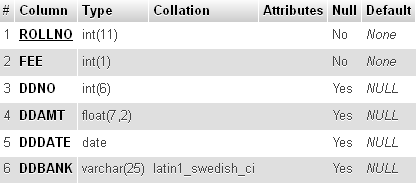 # Column Type Collation Attributes Null Default
1 ROLLNO int(11) No None
2 FEE int(1) No None
3 DDNO int(6) Yes NULL
4 DDAMT float(7,2) Yes NULL
5 DDDATE date Yes NULL
6 DDBANK varchar(25) latin1_swedish_ci Yes NULL